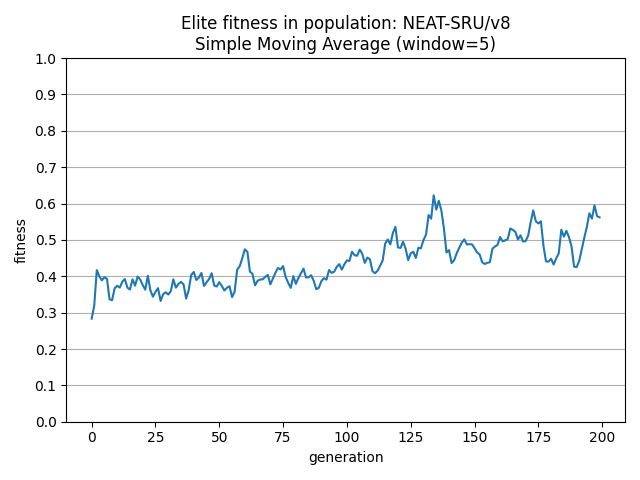 Elite fitness in population: NEAT-SRU/v8
Simple Moving Average (window=5)
1.0
0.9
0.8
0.7
0.6
0.5
0.4
0.3
0.2
0.1
0.0
fitness
0 25 50 75 100 125 150 175 200
generation